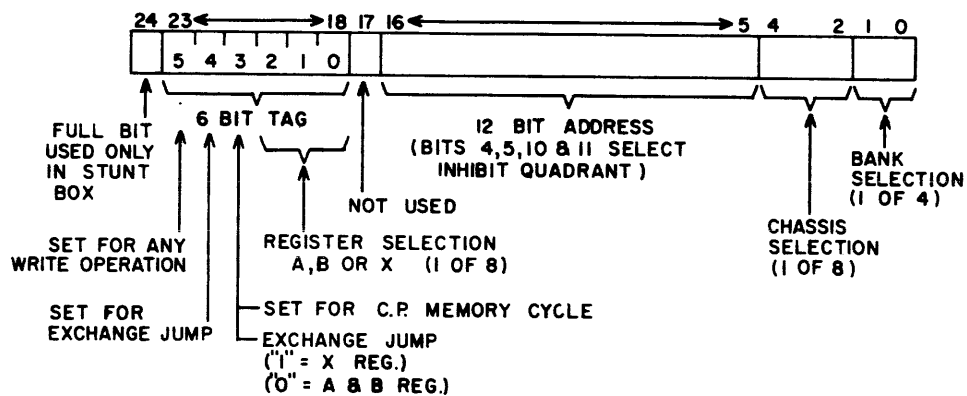 24 23 18 17 16 5 4 2 1 0
5 4 3 2 1 0
6 BIT TAG
FULL BIT
USED ONLY
IN STUNT
BOX
12 BIT ADDRESS
(BITS 4,5,10 & 11 SELECT
INHIBIT QUADRANT)
BANK
SELECTION
(1 OF 4)
NOT USED
CHASSIS
SELECTION
(1 OF 8)
SET FOR ANY
WRITE OPERATION
REGISTER SELECTION
A,B OR X (1 OF 8)
SET FOR
EXCHANGE JUMP
SET FOR C.P. MEMORY CYCLE
EXCHANGE JUMP
("1" = X REG.)
("0" = A & B REG.)